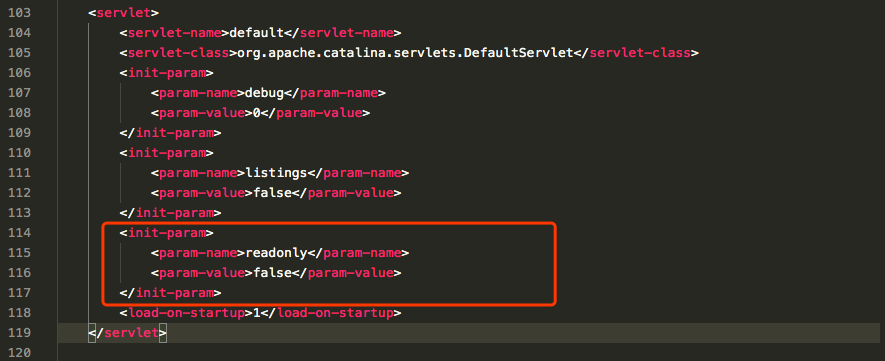 103 <servlet>
104 <servlet-name>default</servlet-name>
105 <servlet-class>org.apache.catalina.servlets.DefaultServlet</servlet-class>
106 <init-param>
107 <param-name>debug</param-name>
108 <param-value>0</param-value>
109 </init-param>
110 <init-param>
111 <param-name>listings</param-name>
112 <param-value>false</param-value>
113 </init-param>
114 <init-param>
115 <param-name>readonly</param-name>
116 <param-value>false</param-value>
117 </init-param>
118 <load-on-startup>1</load-on-startup>
119 </servlet>
120